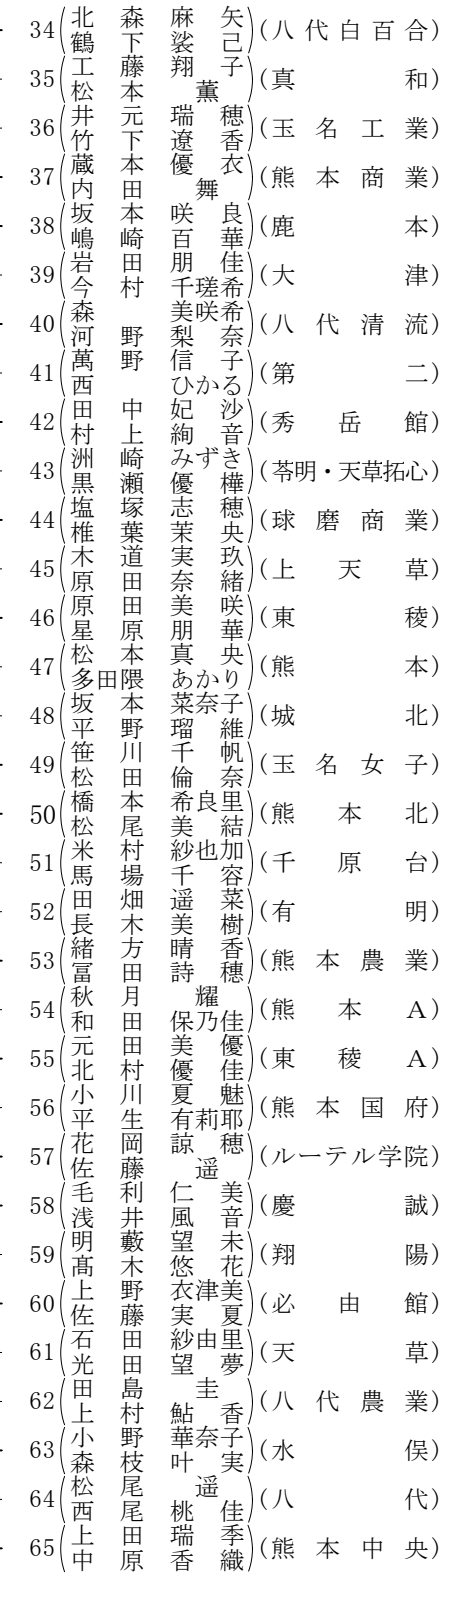 34(北森麻矢 鶴下裟己)(八代白百合)
35(工藤翔子 松本薫)(真和)
36(井元瑞穂 竹下遼香)(玉名工業)
37(蔵本優衣 内田舞)(熊本商業)
38(坂本咲良 嶋崎百華)(鹿本)
39(岩田朋佳 今村千瑳希)(大津)
40(森美咲希 河野梨奈)(八代清流)
41(萬野信子 西ひかる)(第二)
42(田中妃沙 村上絢音)(秀岳館)
43(洲崎みずき 黒瀬優樺)(苓明・天草拓心)
44(塩塚志穂 椎葉茉央)(球磨商業)
45(木道実玖 原田奈緒)(上天草)
46(原田美咲 星原朋華)(東稜)
47(松本真央 多田隈あかり)(熊本)
48(坂本菜奈子 平野瑠維)(城北)
49(笹川千帆 松田倫奈)(玉名女子)
50(橋本希良里 松尾美結)(熊本北)
51(米村紗也加 馬場千容)(千原台)
52(田畑遥菜 長木美樹)(有明)
53(緒方晴香 冨田詩穂)(熊本農業)
54(秋月耀 和田保乃佳)(熊本A)
55(元田美優 北村優佳)(東稜A)
56(小川夏魅 平生有莉耶)(熊本国府)
57(花岡諒穂 佐藤遥)(ルーテル学院)
58(毛利仁美 浅井風音)(慶誠)
59(明藪望未 髙木悠花)(翔陽)
60(上野衣津美 佐藤実夏)(必由館)
61(石田紗由里 光田望夢)(天草)
62(田島圭 上村鮎香)(八代農業)
63(小野華奈子 森枝叶実)(水俣)
64(松尾遥 西尾桃佳)(八代)
65(上田瑞季 中原香織)(熊本中央)